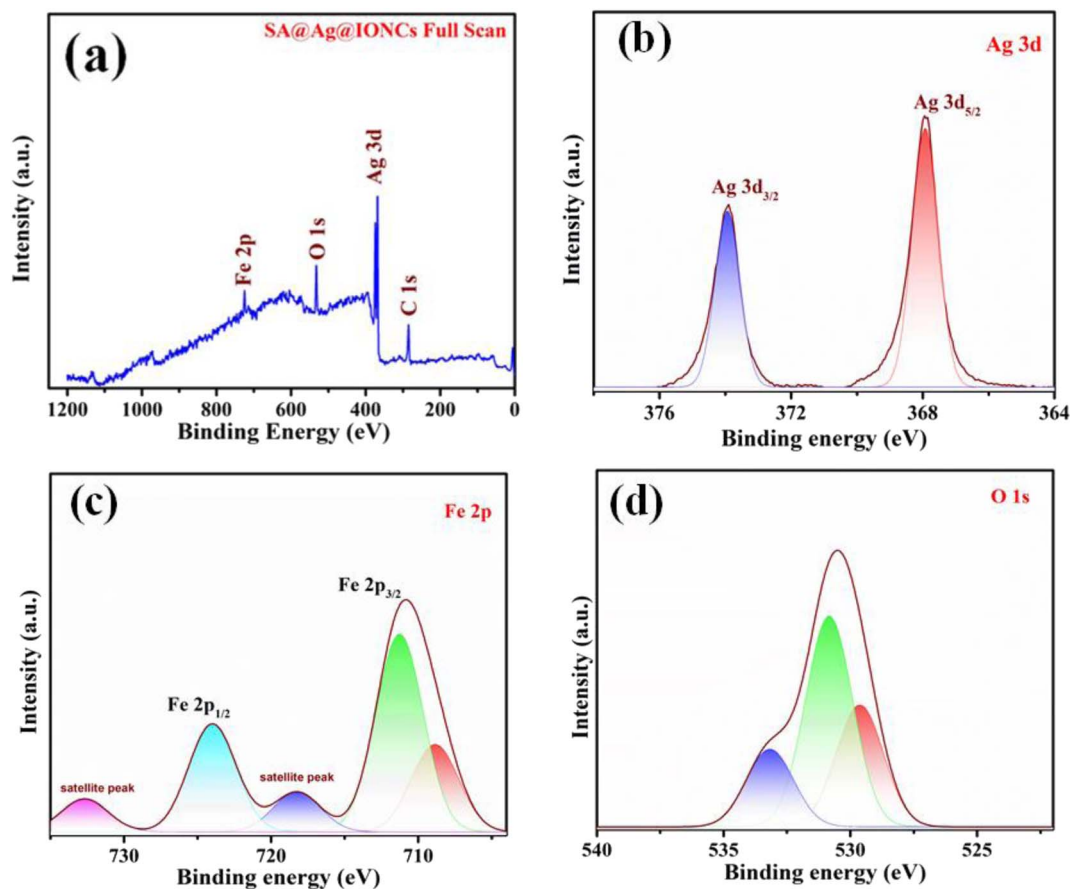 (a)
SA@Ag@IONCs Full Scan
Intensity (a.u.)
Fe 2p
O 1s
Ag 3d
C 1s
1200 1000 800 600 400 200 0
Binding Energy (eV)
(b)
Ag 3d
Intensity (a.u.)
Ag 3d3/2
Ag 3d5/2
376 372 368 364
Binding energy (eV)
(c)
Fe 2p
Intensity (a.u.)
Fe 2p3/2
Fe 2p1/2
satellite peak
satellite peak
730 720 710
Binding energy (eV)
(d)
O 1s
Intensity (a.u.)
540 535 530 525
Binding energy (eV)